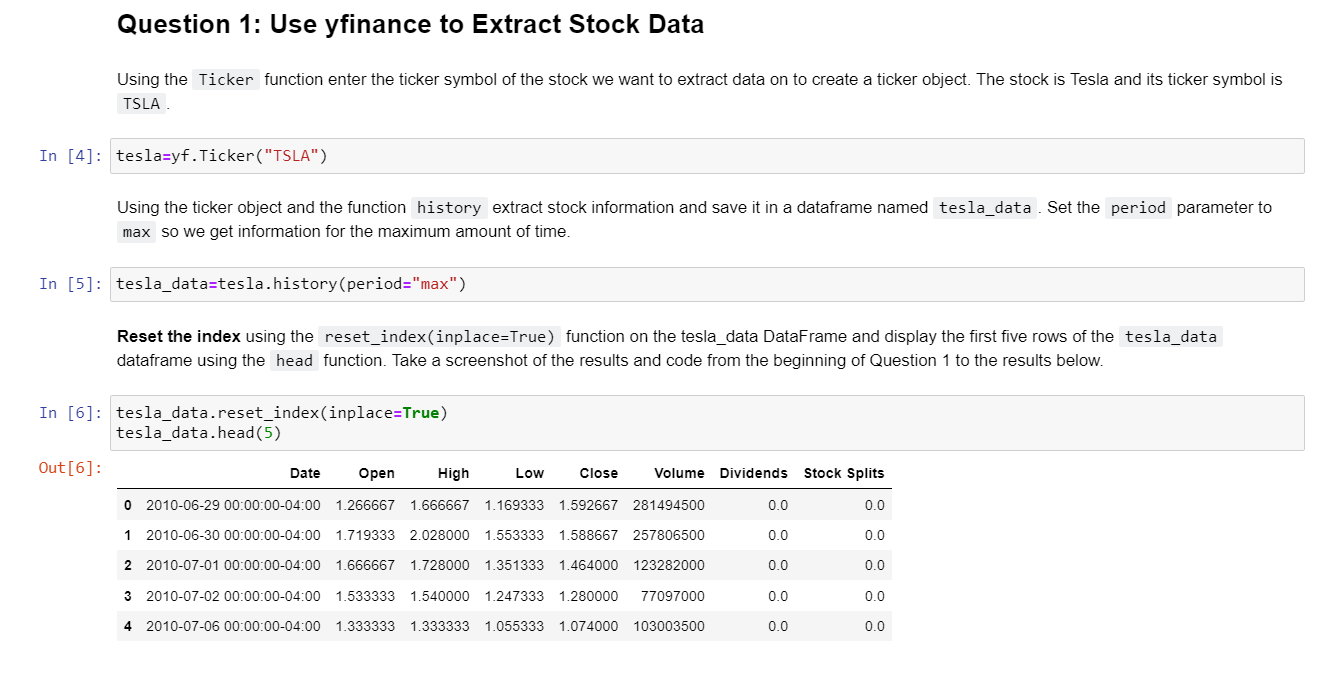 Question 1: Use yfinance to Extract Stock Data
Using the Ticker function enter the ticker symbol of the stock we want to extract data on to create a ticker object. The stock is Tesla and its ticker symbol is
TSLA .
In [4]: tesla=yf.Ticker("TSLA")
Using the ticker object and the function history extract stock information and save it in a dataframe named tesla_data . Set the period parameter to
max so we get information for the maximum amount of time.
In [5]: tesla_data=tesla.history(period="max")
Reset the index using the reset_index(inplace=True) function on the tesla_data DataFrame and display the first five rows of the tesla_data
dataframe using the head function. Take a screenshot of the results and code from the beginning of Question 1 to the results below.
In [6]: tesla_data.reset_index(inplace=True)
tesla_data.head(5)
Out[6]:
Date Open High Low Close Volume Dividends Stock Splits
0 2010-06-29 00:00:00-04:00 1.266667 1.666667 1.169333 1.592667 281494500 0.0 0.0
1 2010-06-30 00:00:00-04:00 1.719333 2.028000 1.553333 1.588667 257806500 0.0 0.0
2 2010-07-01 00:00:00-04:00 1.666667 1.728000 1.351333 1.464000 123282000 0.0 0.0
3 2010-07-02 00:00:00-04:00 1.533333 1.540000 1.247333 1.280000 77097000 0.0 0.0
4 2010-07-06 00:00:00-04:00 1.333333 1.333333 1.055333 1.074000 103003500 0.0 0.0